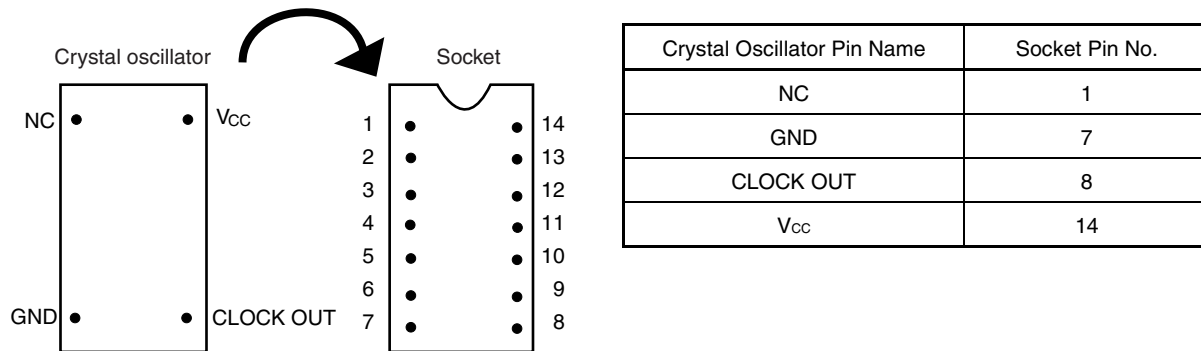 Crystal oscillator
NC
VCC
GND
CLOCK OUT
Socket
1 14
2 13
3 12
4 11
5 10
6 9
7 8
Crystal Oscillator Pin Name Socket Pin No.
NC 1
GND 7
CLOCK OUT 8
VCC 14